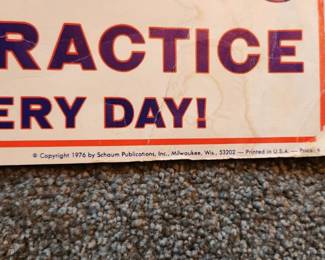 RACTICE
ERY DAY!
© Copyright 1976 by Schaum Publications, Inc., Milwaukee, Wis., 53202 — Printed in U.S.A. — Price: